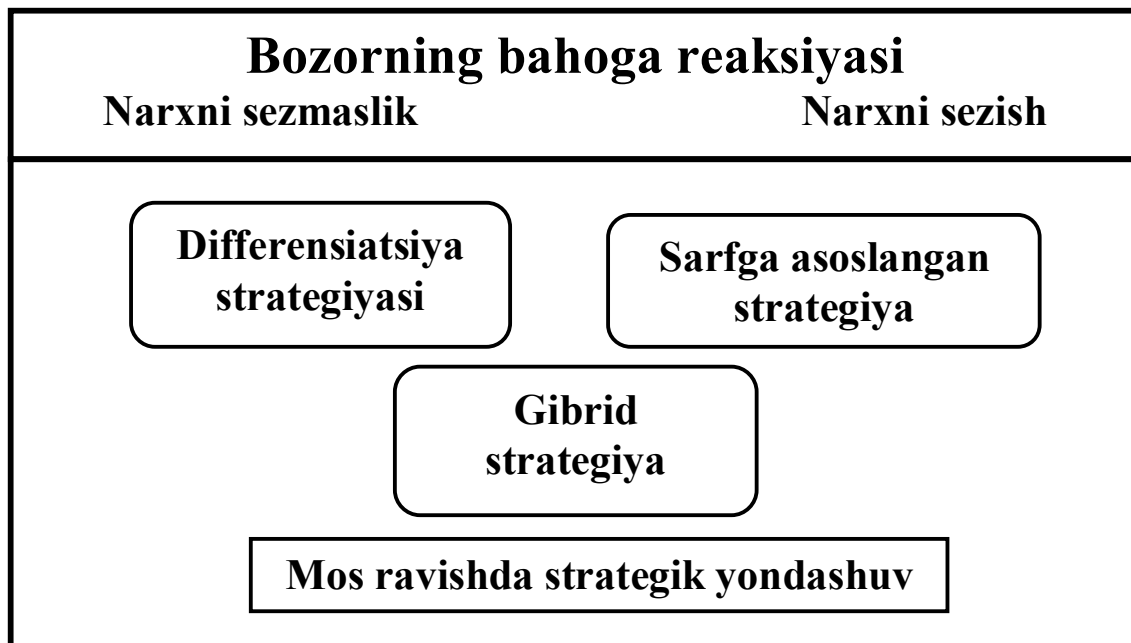 Bozorning bahoga reaksiyasi
Narxni sezmaslik Narxni sezish
Differensiatsiya
strategiyasi
Sarfga asoslangan
strategiya
Gibrid
strategiya
Mos ravishda strategik yondashuv